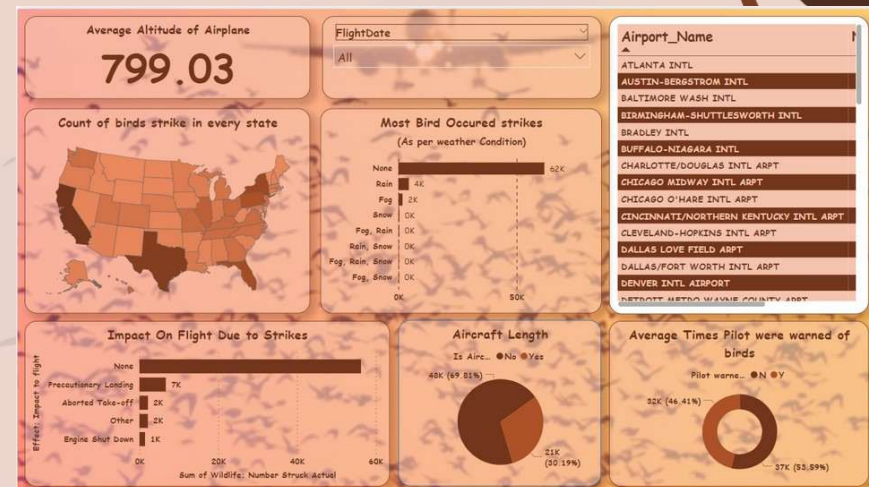 Average Altitude of Airplane
799.03
FlightDate
All
Airport_Name
ATLANTA INTL
AUSTIN-BERGSTROM INTL
BALTIMORE WASH INTL
BIRMINGHAM-SHUTTLESWORTH INTL
BRADLEY INTL
BUFFALO-NIAGARA INTL
CHARLOTTE/DOUGLAS INTL ARPT
CHICAGO MIDWAY INTL ARPT
CHICAGO O'HARE INTL ARPT
CINCINNATI/NORTHERN KENTUCKY INTL ARPT
CLEVELAND-HOPKINS INTL ARPT
DALLAS LOVE FIELD ARPT
DALLAS/FORT WORTH INTL ARPT
DENVER INTL AIRPORT
DETROIT METRO WAYNE COUNTY ARPT
Count of birds strike in every state
Most Bird Occured strikes
(As per weather Condition)
None 62K
Rain 4K
Fog 2K
Snow 0K
Fog, Rain 0K
Rain, Snow 0K
Fog, Rain, Snow 0K
Fog, Snow 0K
0K 50K
Impact On Flight Due to Strikes
Effect: Impact to flight
None
Precautionary Landing 7K
Aborted Take-off 2K
Other 2K
Engine Shut Down 1K
0K 20K 40K 60K
Sum of Wildlife: Number Struck Actual
Aircraft Length
Is Airc... No Yes
48K (69.81%)
21K
(30.19%)
Average Times Pilot were warned of
birds
Pilot warne... N Y
32K (46.41%)
37K (53.59%)